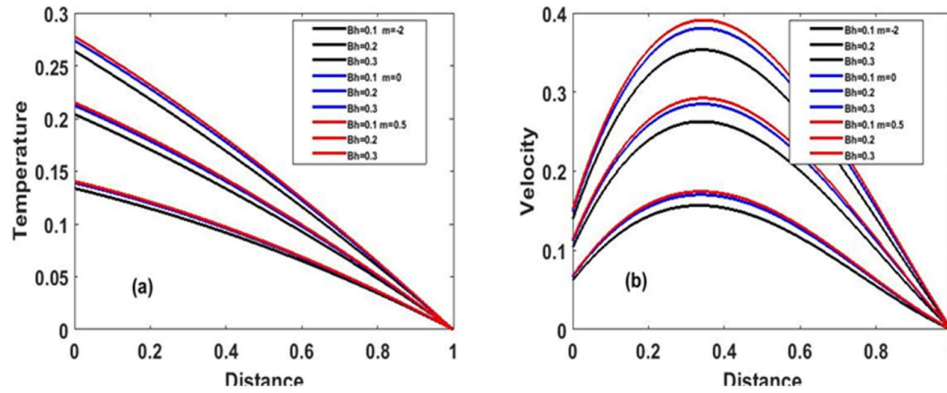 0.3
0.25
0.2
0.15
0.1
0.05
0
Temperature
Bh=0.1 m=-2
Bh=0.2
Bh=0.3
Bh=0.1 m=0
Bh=0.2
Bh=0.3
Bh=0.1 m=0.5
Bh=0.2
Bh=0.3
(a)
0 0.2 0.4 0.6 0.8 1
Distance
0.4
0.3
0.2
0.1
0
Velocity
Bh=0.1 m=-2
Bh=0.2
Bh=0.3
Bh=0.1 m=0
Bh=0.2
Bh=0.3
Bh=0.1 m=0.5
Bh=0.2
Bh=0.3
(b)
0 0.2 0.4 0.6 0.8
Distance